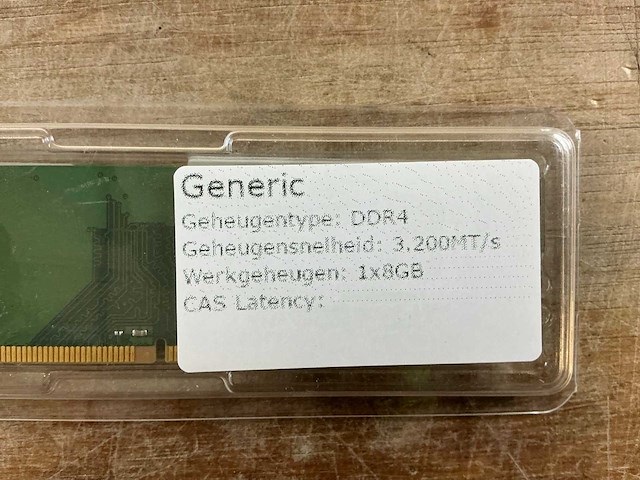 Generic
Geheugentype: DDR4
Geheugensnelheid: 3,200MT/s
Werkgeheugen: 1x8GB
CAS Latency: